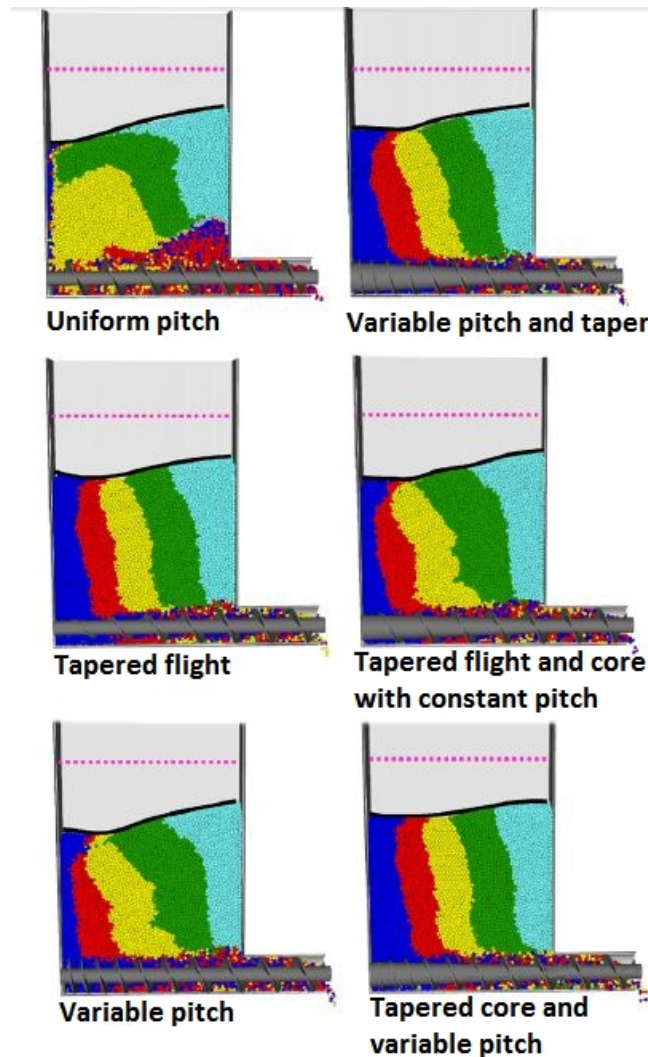 Uniform pitch
Variable pitch and taper
Tapered flight
Tapered flight and core
with constant pitch
Variable pitch
Tapered core and
variable pitch